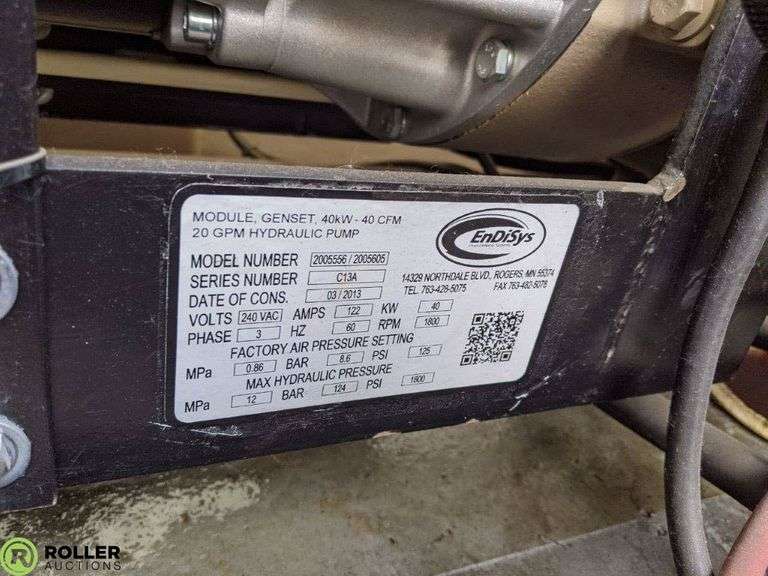 MODULE, GENSET, 40kW - 40 CFM
20 GPM HYDRAULIC PUMP
EnDiSys
MODEL NUMBER 2005556 / 2005605
SERIES NUMBER C13A
14329 NORTHDALE BLVD., ROGERS, MN 55374
DATE OF CONS. 03 / 2013
TEL. 763-428-5075 FAX 763-482-5078
VOLTS 240 VAC AMPS 122 KW 40
PHASE 3 HZ 60 RPM 1800
FACTORY AIR PRESSURE SETTING
MPa 0.86 BAR 8.6 PSI 125
MAX HYDRAULIC PRESSURE
MPa 12 BAR 124 PSI 1800
R ROLLER
AUCTIONS